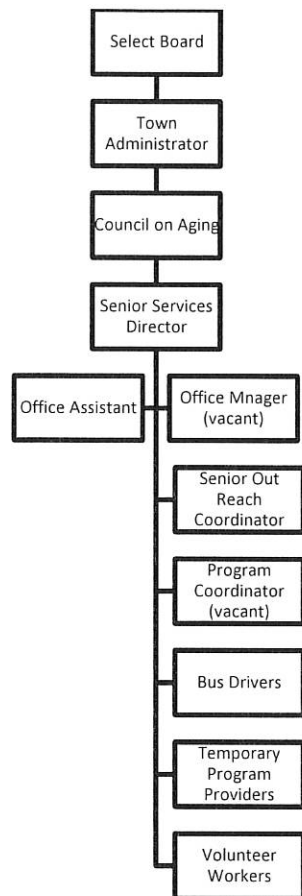 Select Board
Town
Administrator
Council on Aging
Senior Services
Director
Office Assistant
Office Mnager
(vacant)
Senior Out
Reach
Coordinator
Program
Coordinator
(vacant)
Bus Drivers
Temporary
Program
Providers
Volunteer
Workers